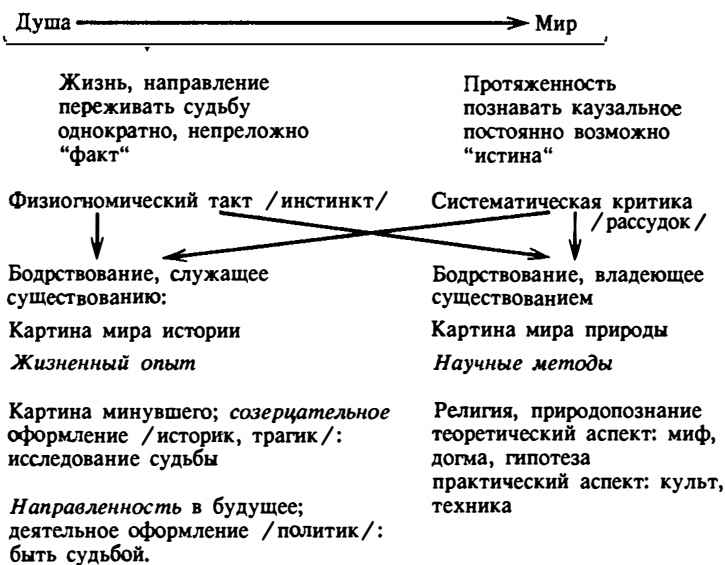 Душа Мир
Жизнь, направление
переживать судьбу
однократно, непреложно
“факт“
Протяженность
познавать каузальное
постоянно возможно
“истина“
Физиогномический такт /инстинкт/
Систематическая критика
/рассудок/
Бодрствование, служащее
существованию:
Картина мира истории
Жизненный опыт
Бодрствование, владеющее
существованием
Картина мира природы
Научные методы
Картина минувшего; созерцательное
оформление /историк, трагик/:
исследование судьбы
Направленность в будущее;
деятельное оформление /политик/:
быть судьбой.
Религия, природопознание
теоретический аспект: миф,
догма, гипотеза
практический аспект: культ,
техника